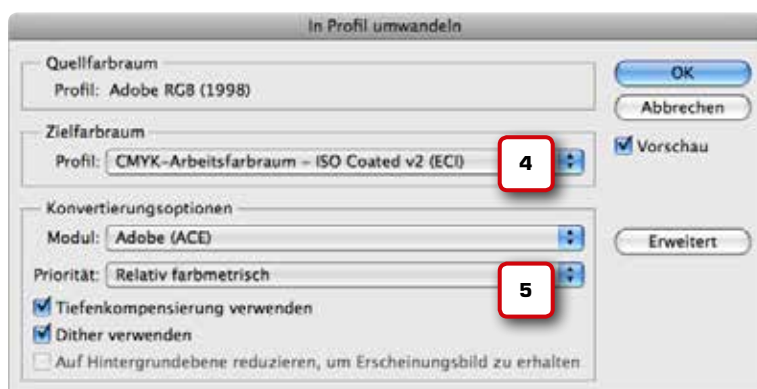 In Profil umwandeln
Quellfarbraum
Profil: Adobe RGB (1998)
OK
Abbrechen
Zielfarbraum
Profil: CMYK-Arbeitsfarbraum – ISO Coated v2 (ECI)
4
Vorschau
Konvertierungsoptionen
Modul: Adobe (ACE)
Erweitert
Priorität: Relativ farbmetrisch
5
Tiefenkompensierung verwenden
Dither verwenden
Auf Hintergrundebene reduzieren, um Erscheinungsbild zu erhalten